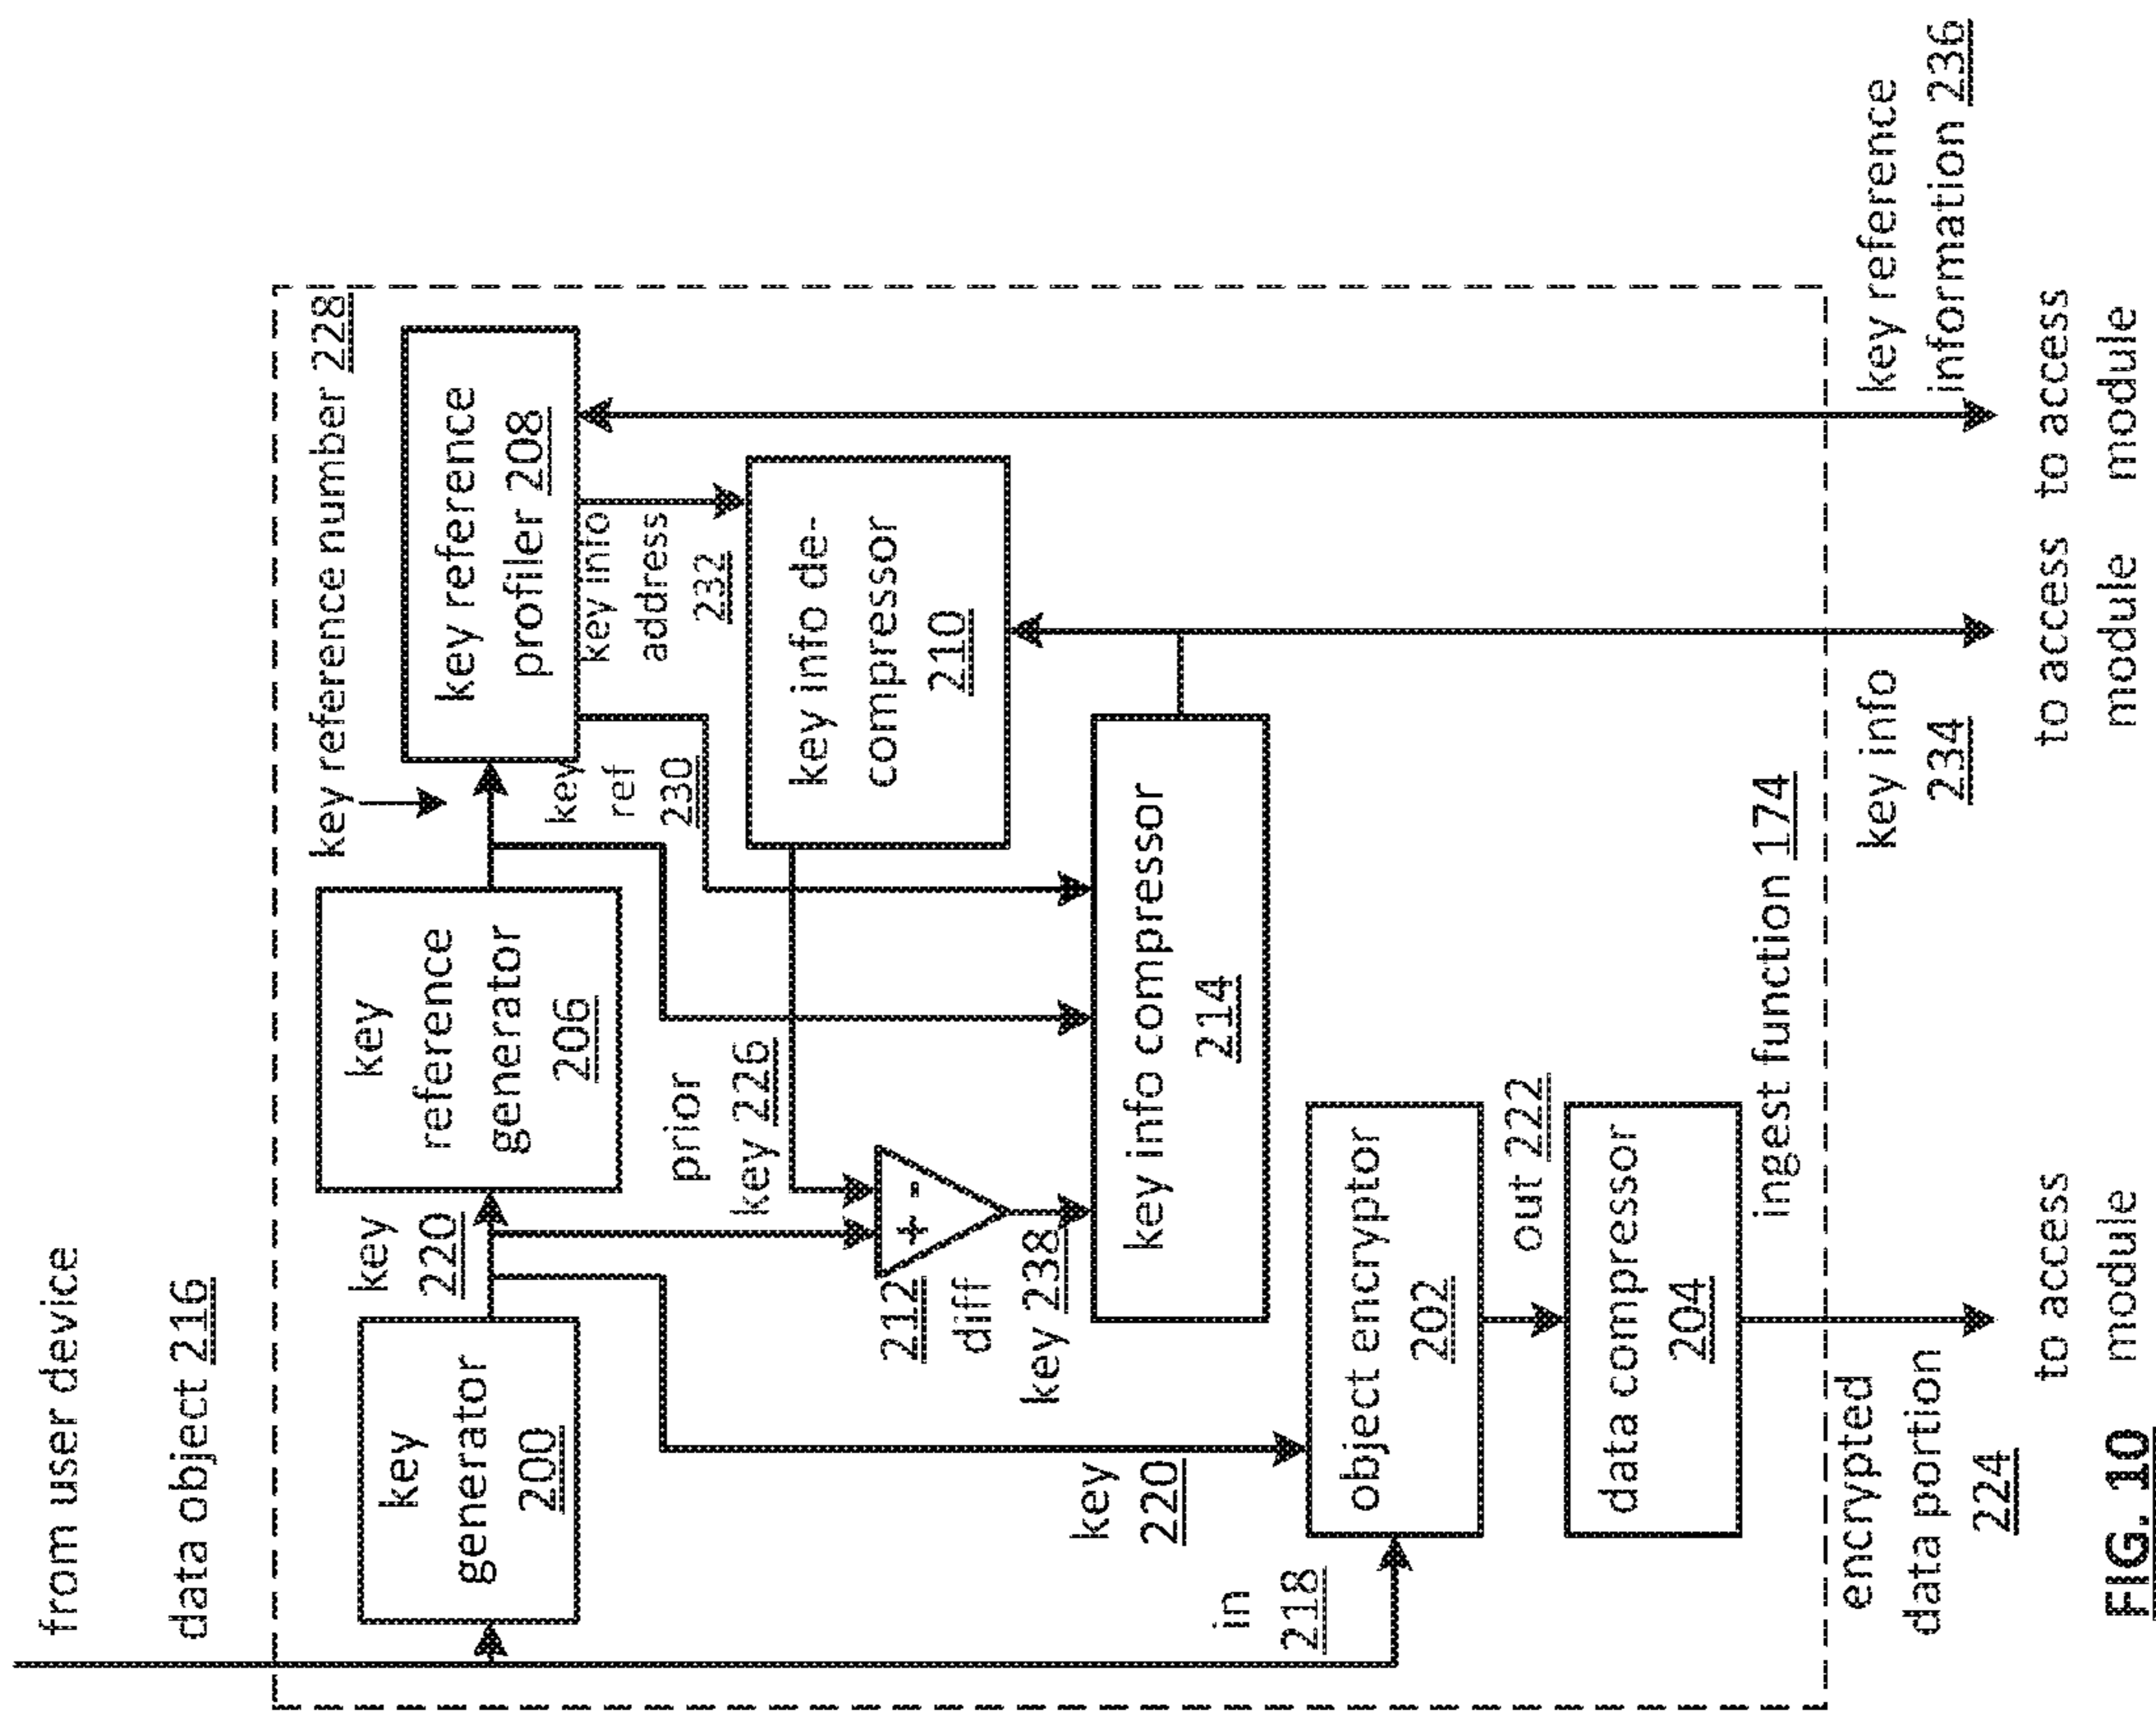 from user device
data object 216
key
generator
200
key
220
key
reference
generator
206
key reference number 228
key reference
profiler 208
key
ref
230
key info
address
232
key info de-
compressor
210
prior
key 226
+ -
212
diff
key 238
key info compressor
214
key
220
in
218
object encryptor
202
out 222
data compressor
204
ingest function 174
encrypted
data portion
224
key info
234
key reference
information 236
to access
module
to access
module
to access
module
FIG. 10